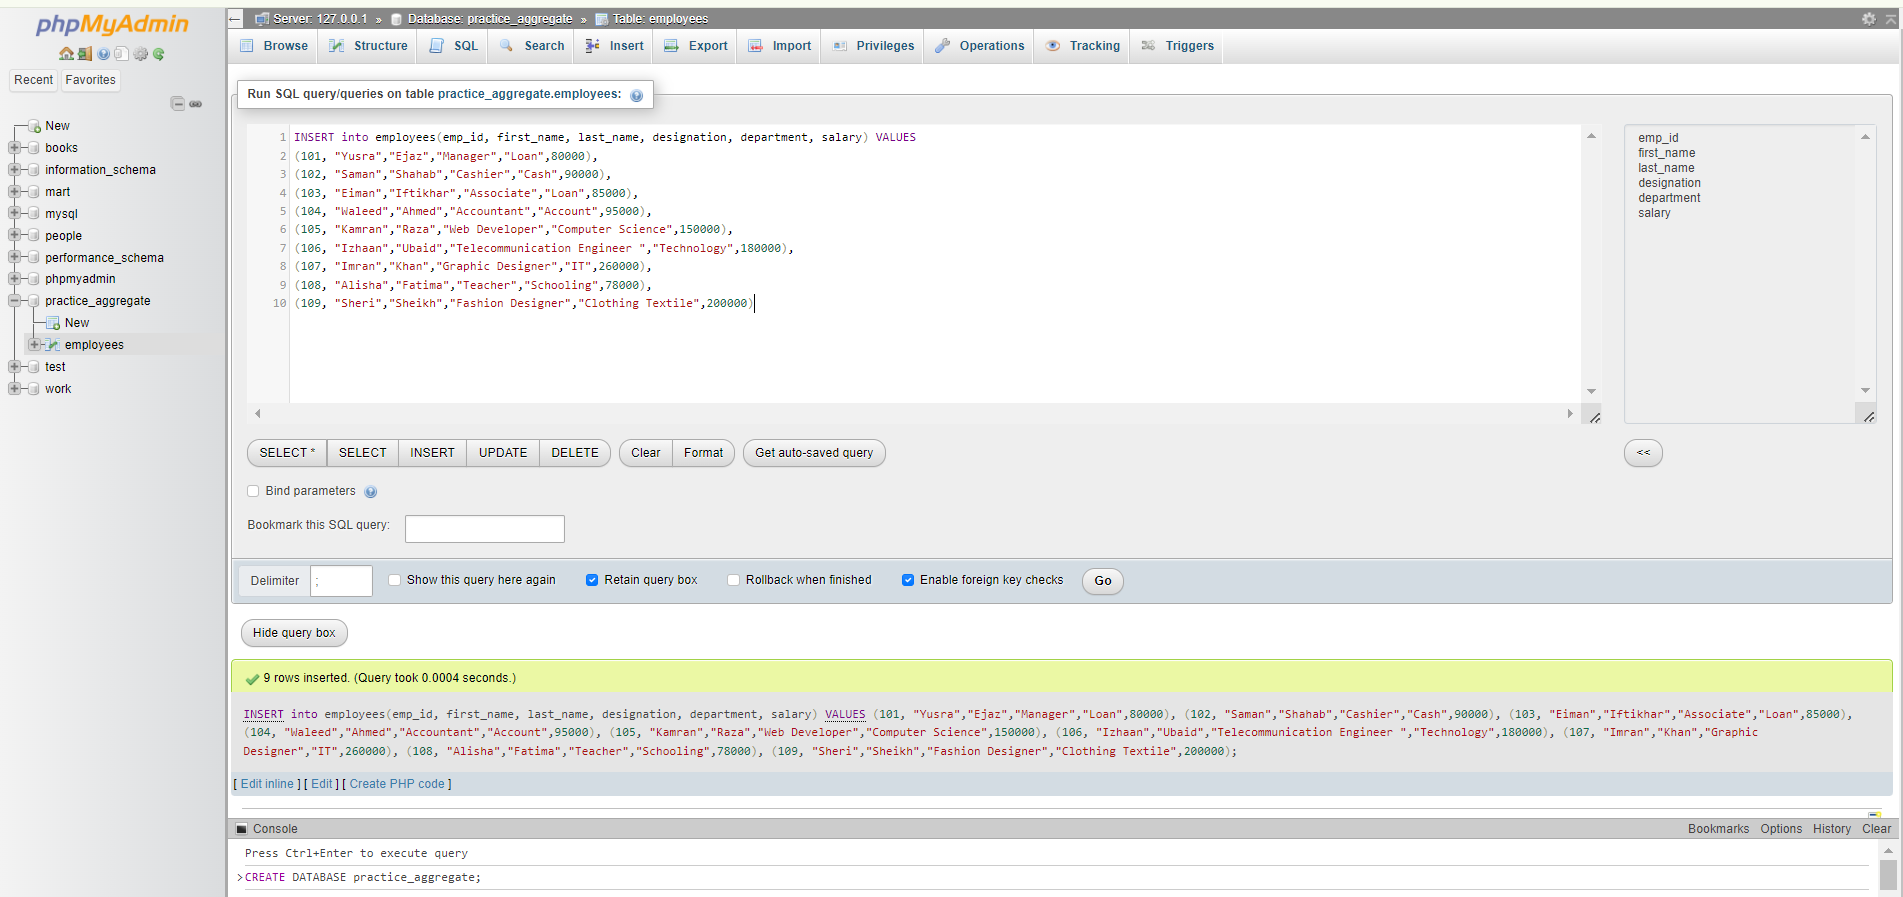 phpMyAdmin
Recent
Favorites
New
books
information_schema
mart
mysql
people
performance_schema
phpmyadmin
practice_aggregate
New
employees
test
work
Server: 127.0.0.1 » Database: practice_aggregate » Table: employees
Browse Structure SQL Search Insert Export Import Privileges Operations Tracking Triggers
Run SQL query/queries on table practice_aggregate.employees:
1 INSERT into employees(emp_id, first_name, last_name, designation, department, salary) VALUES
2 (101, "Yusra","Ejaz","Manager","Loan",80000),
3 (102, "Saman","Shahab","Cashier","Cash",90000),
4 (103, "Eiman","Iftikhar","Associate","Loan",85000),
5 (104, "Waleed","Ahmed","Accountant","Account",95000),
6 (105, "Kamran","Raza","Web Developer","Computer Science",150000),
7 (106, "Izhaan","Ubaid","Telecommunication Engineer ","Technology",180000),
8 (107, "Imran","Khan","Graphic Designer","IT",260000),
9 (108, "Alisha","Fatima","Teacher","Schooling",78000),
10 (109, "Sheri","Sheikh","Fashion Designer","Clothing Textile",200000)
emp_id
first_name
last_name
designation
department
salary
SELECT * SELECT INSERT UPDATE DELETE Clear Format Get auto-saved query <<
Bind parameters
Bookmark this SQL query:
Delimiter ; Show this query here again Retain query box Rollback when finished Enable foreign key checks Go
Hide query box
9 rows inserted. (Query took 0.0004 seconds.)
INSERT into employees(emp_id, first_name, last_name, designation, department, salary) VALUES (101, "Yusra","Ejaz","Manager","Loan",80000), (102, "Saman","Shahab","Cashier","Cash",90000), (103, "Eiman","Iftikhar","Associate","Loan",85000),
(104, "Waleed","Ahmed","Accountant","Account",95000), (105, "Kamran","Raza","Web Developer","Computer Science",150000), (106, "Izhaan","Ubaid","Telecommunication Engineer ","Technology",180000), (107, "Imran","Khan","Graphic
Designer","IT",260000), (108, "Alisha","Fatima","Teacher","Schooling",78000), (109, "Sheri","Sheikh","Fashion Designer","Clothing Textile",200000);
[ Edit inline ] [ Edit ] [ Create PHP code ]
Console Bookmarks Options History Clear
Press Ctrl+Enter to execute query
>CREATE DATABASE practice_aggregate;